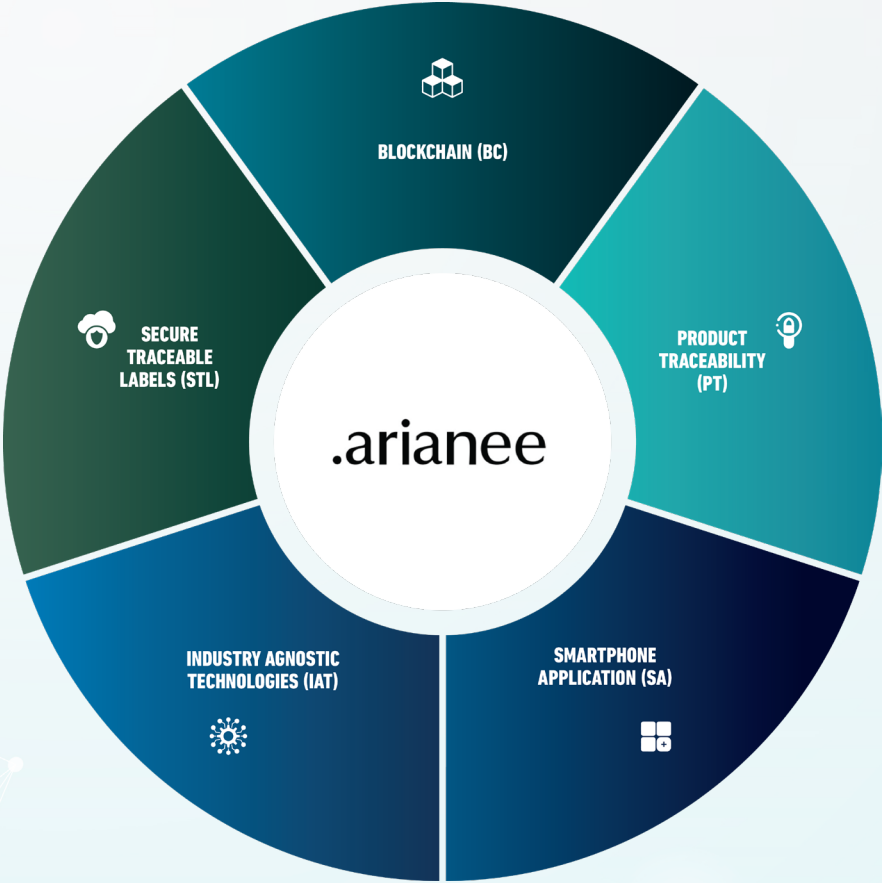 BLOCKCHAIN (BC)
SECURE
TRACEABLE
LABELS (STL)
PRODUCT
TRACEABILITY
(PT)
.arianee
INDUSTRY AGNOSTIC
TECHNOLOGIES (IAT)
SMARTPHONE
APPLICATION (SA)